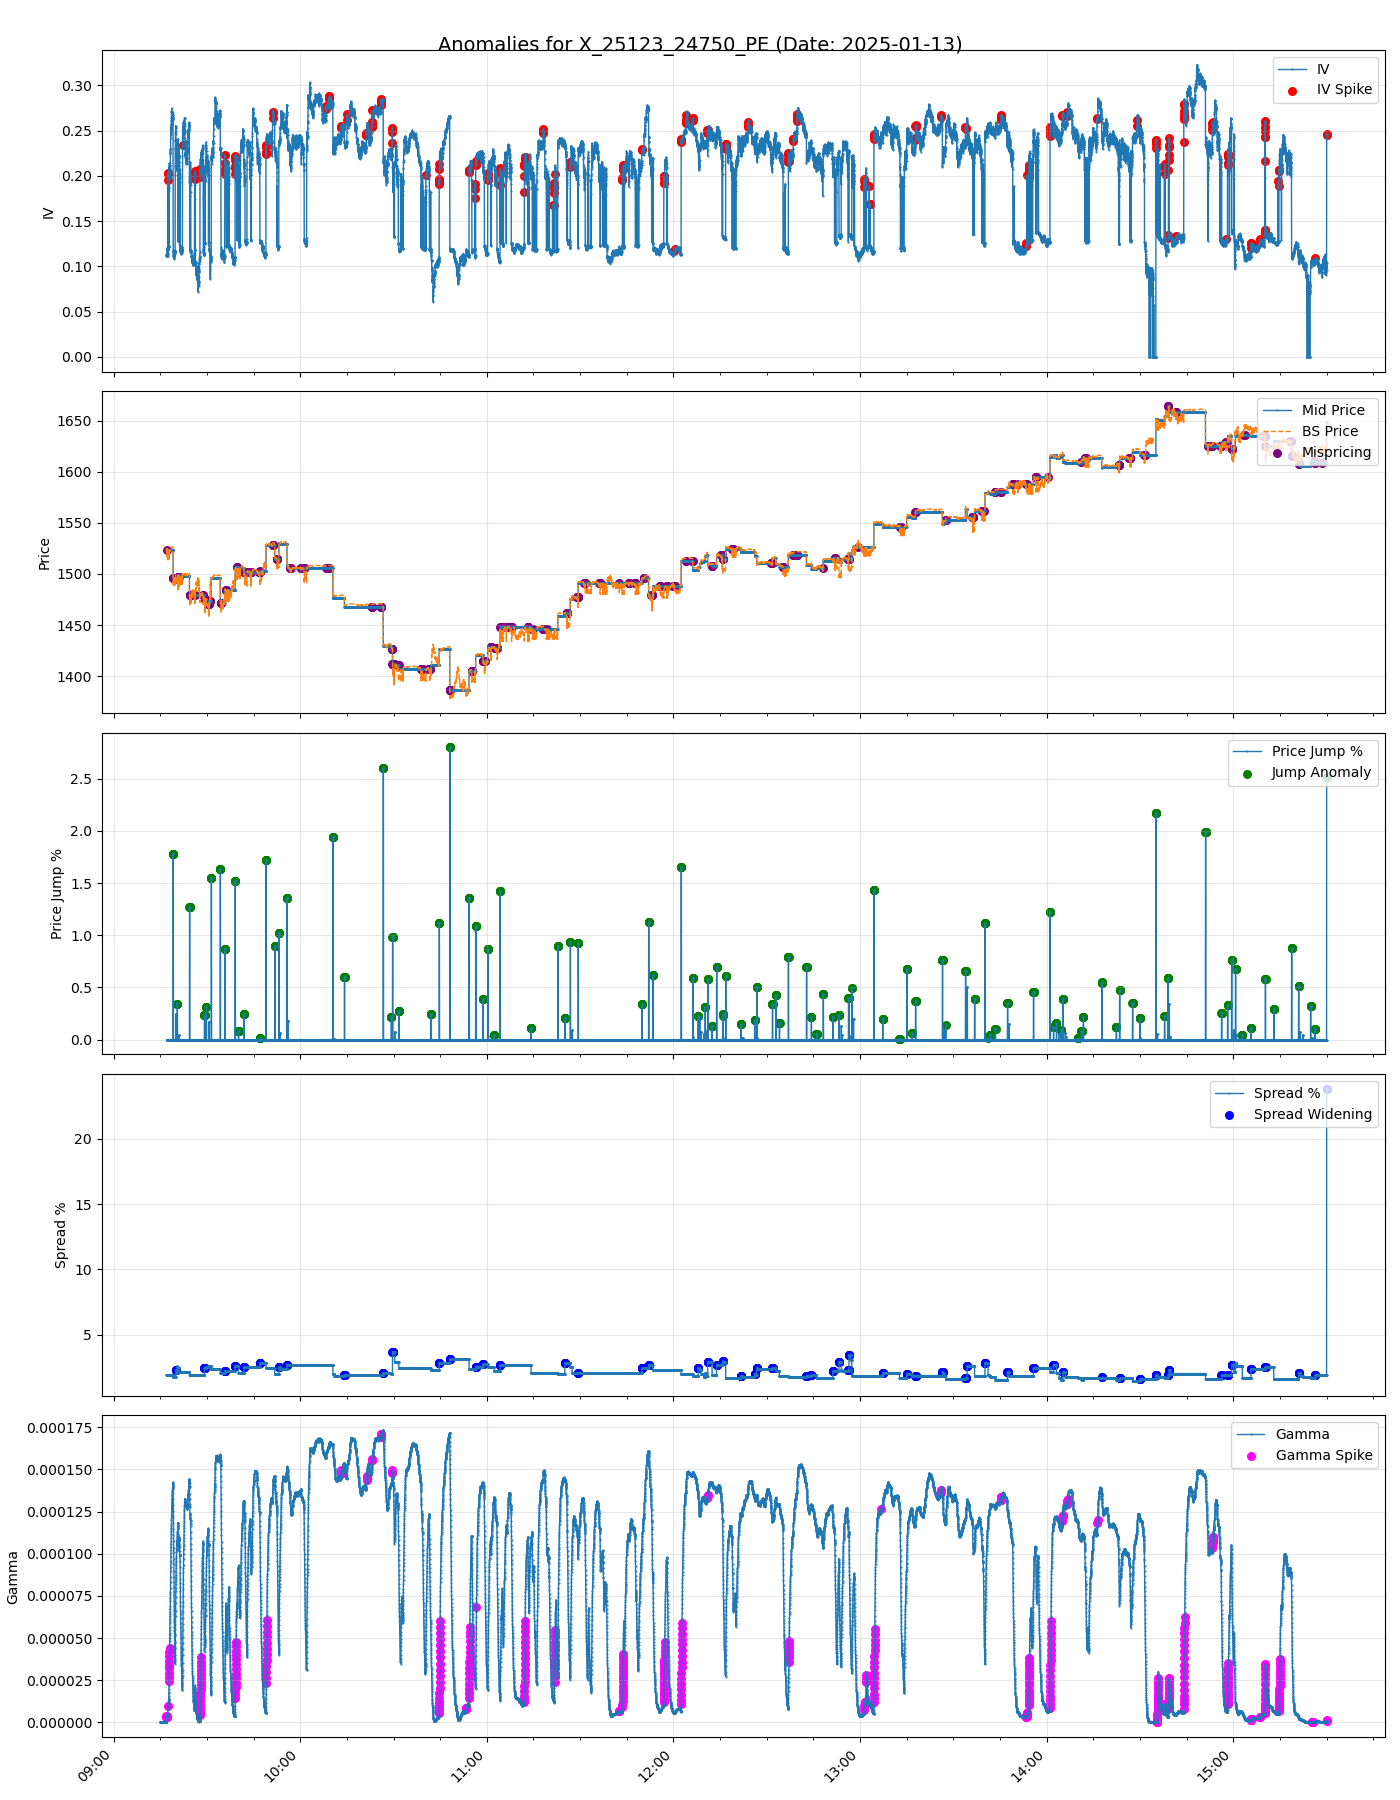 Anomalies for X_25123_24750_PE (Date: 2025-01-13)
IV
IV Spike
0.30
0.25
0.20
0.15
0.10
0.05
0.00
IV
Mid Price
BS Price
Mispricing
1650
1600
1550
1500
1450
1400
Price
Price Jump %
Jump Anomaly
2.5
2.0
1.5
1.0
0.5
0.0
Price Jump %
Spread %
Spread Widening
20
15
10
5
Spread %
Gamma
Gamma Spike
0.000175
0.000150
0.000125
0.000100
0.000075
0.000050
0.000025
0.000000
Gamma
09:00
10:00
11:00
12:00
13:00
14:00
15:00